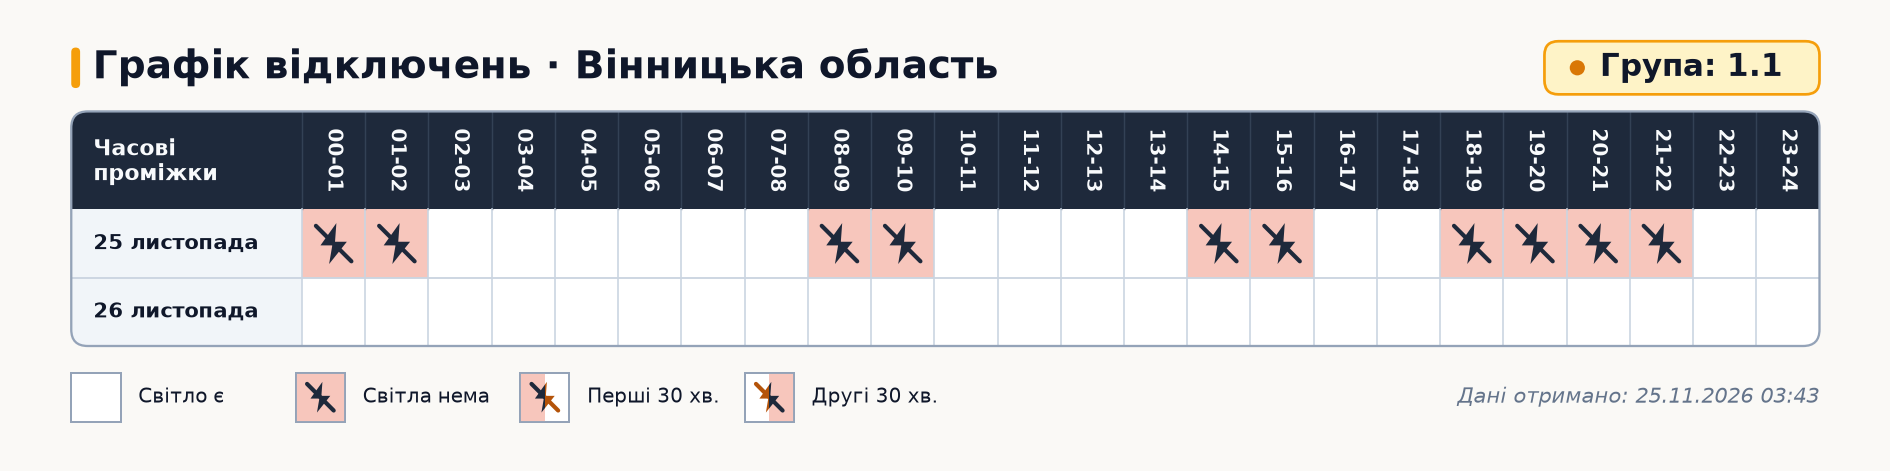 Графік відключень · Вінницька область
Група: 1.1
Часові
проміжки
00-01 01-02 02-03 03-04 04-05 05-06 06-07 07-08 08-09 09-10 10-11 11-12 12-13 13-14 14-15 15-16 16-17 17-18 18-19 19-20 20-21 21-22 22-23 23-24
25 листопада
26 листопада
Світло є
Світла нема
Перші 30 хв.
Другі 30 хв.
Дані отримано: 25.11.2026 03:43